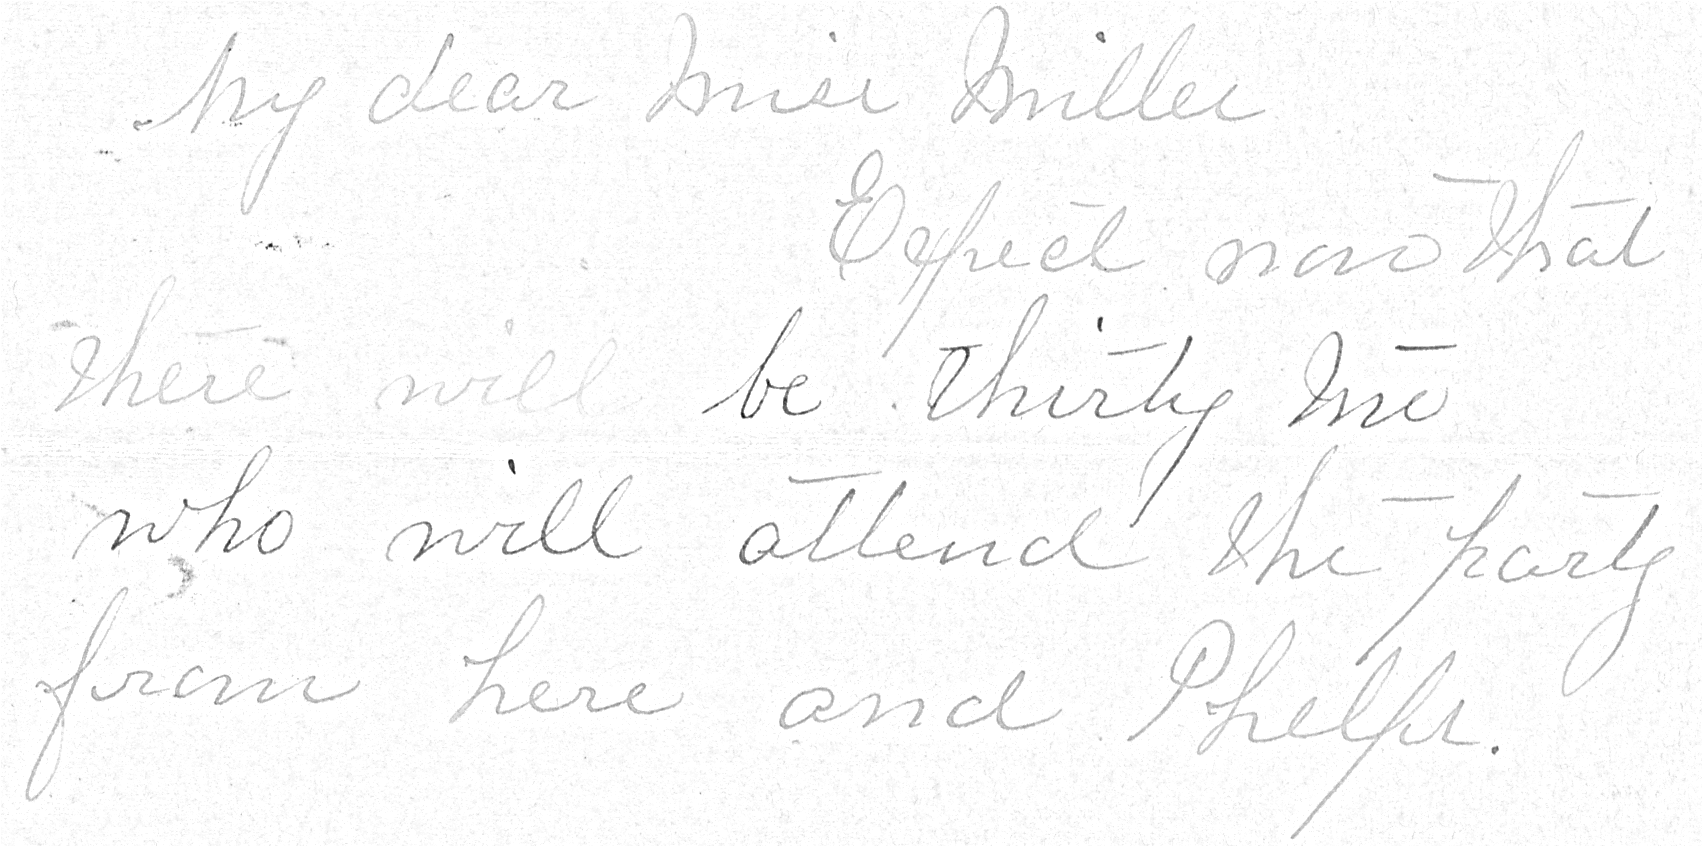 My dear Miss Miller
Expect now that
there will be thirty two
who will attend the party
from here and Phelps.